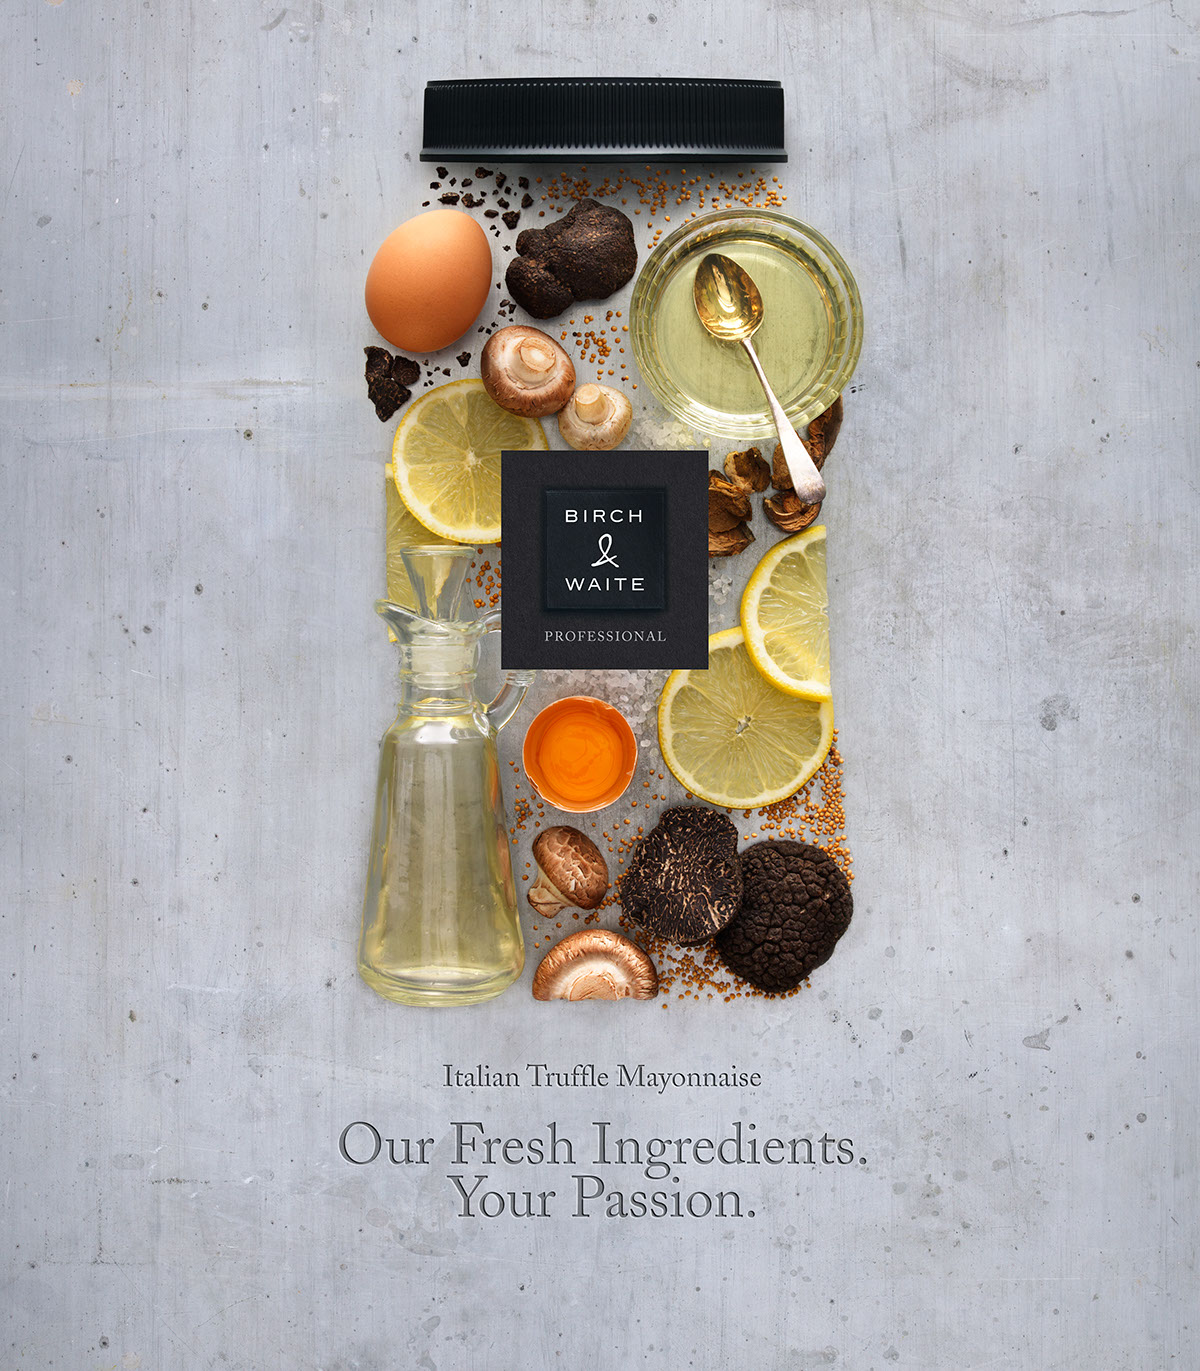 BIRCH
&
WAITE
PROFESSIONAL
Italian Truffle Mayonnaise
Our Fresh Ingredients.
Your Passion.